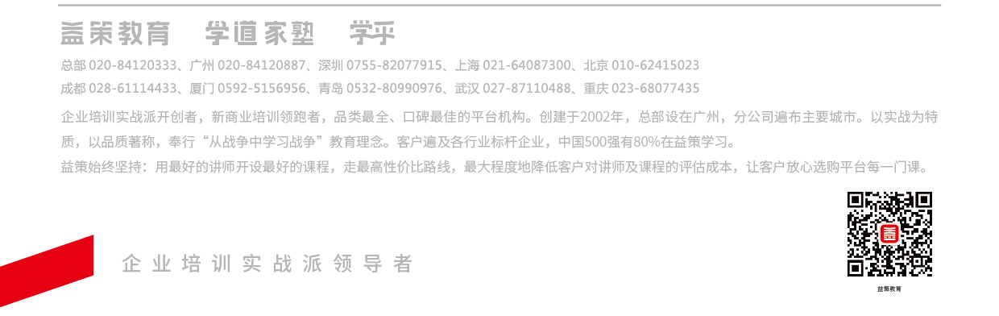 益策教育 学道家塾 学乎
总部 020-84120333、广州 020-84120887、深圳 0755-82077915、上海 021-64087300、北京 010-62415023
成都 028-61114433、厦门 0592-5156956、青岛 0532-80990976、武汉 027-87110488、重庆 023-68077435
企业培训实战派开创者，新商业培训领跑者，品类最全、口碑最佳的平台机构。创建于2002年，总部设在广州，分公司遍布主要城市。以实战为特
质，以品质著称，奉行“从战争中学习战争”教育理念。客户遍及各行业标杆企业，中国500强有80%在益策学习。
益策始终坚持：用最好的讲师开设最好的课程，走最高性价比路线，最大程度地降低客户对讲师及课程的评估成本，让客户放心选购平台每一门课。
企业培训实战派领导者
益策教育